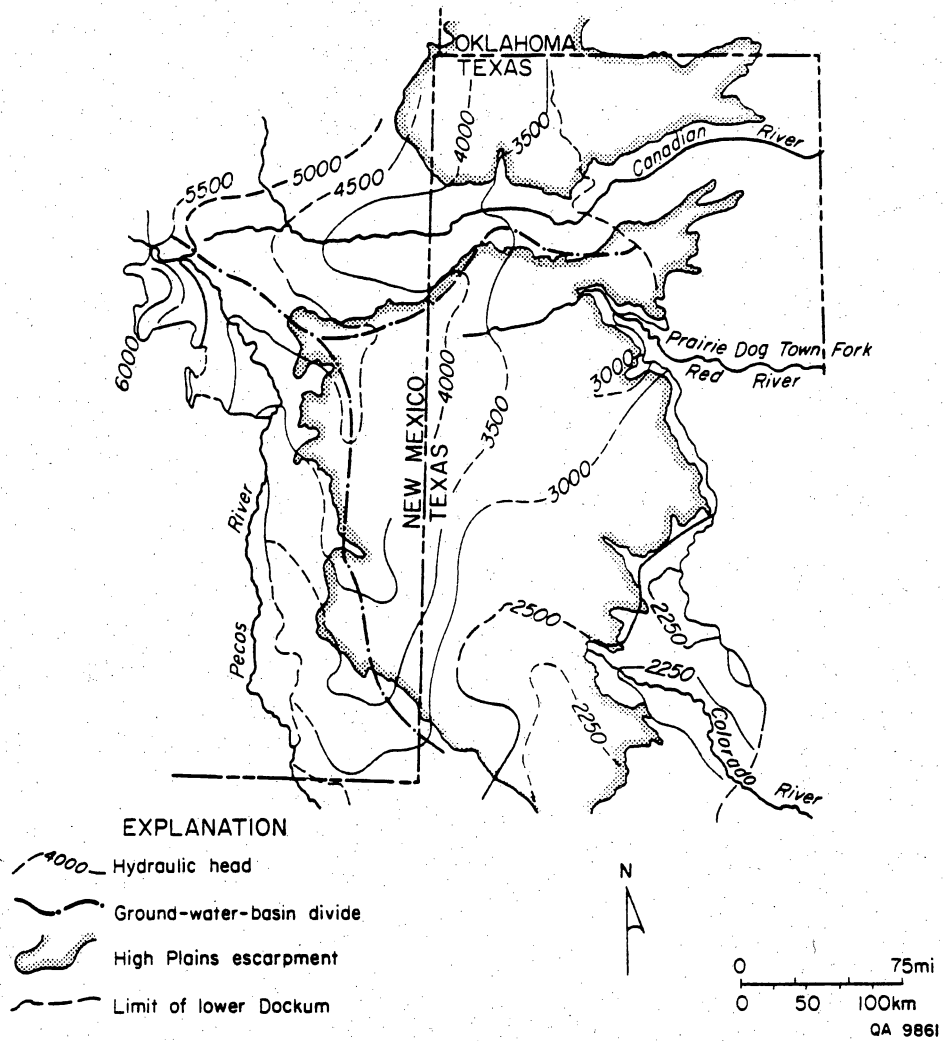 OKLAHOMA
TEXAS
4000
3500
Canadian
River
5500
5000
4500
6000
Prairie Dog Town Fork
Red River
3000
4000
3500
3000
NEW MEXICO
TEXAS
River
Pecos
2500
2250
2250
2250
Colorado
River
EXPLANATION
4000 Hydraulic head
Ground-water-basin divide
High Plains escarpment
Limit of lower Dockum
N
0 75mi
0 50 100km
QA 9861